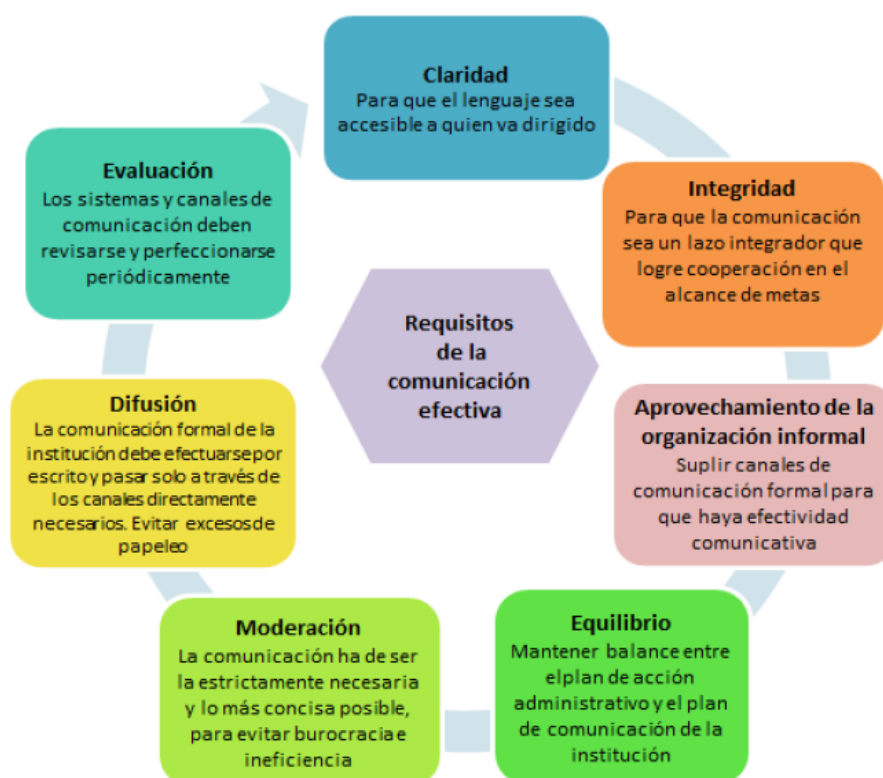 Claridad
Para que el lenguaje sea
accesible a quien va dirigido
Integridad
Para que la comunicación
sea un lazo integrador que
logre cooperación en el
alcance de metas
Aprovechamiento de la
organización informal
Suplir canales de
comunicación formal para
que haya efectividad
comunicativa
Equilibrio
Mantener balance entre
elplan de acción
administrativo y el plan
de comunicación de la
institución
Moderación
La comunicación ha de ser
la estrictamente necesaria
y lo más concisa posible,
para evitar burocracia e
ineficiencia
Difusión
La comunicación formal de la
institución debe efectuarse por
escrito y pasar solo a través de
los canales directamente
necesarios. Evitar excesos de
papeleo
Evaluación
Los sistemas y canales de
comunicación deben
revisarse y perfeccionarse
periódicamente
Requisitos
de la
comunicación
efectiva